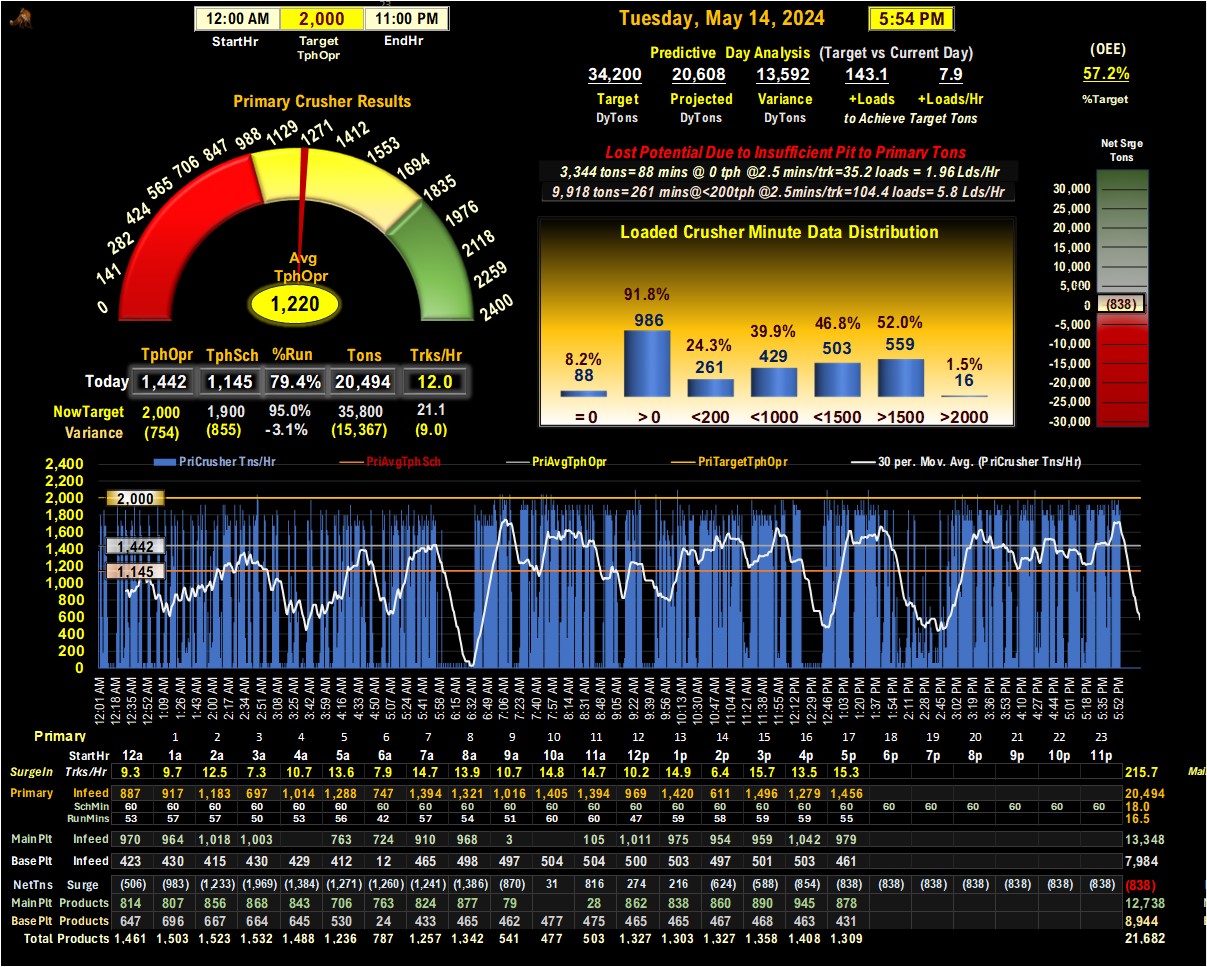 23
12:00 AM 2,000 11:00 PM
StartHr Target EndHr
TphOpr
Tuesday, May 14, 2024 5:54 PM
Predictive Day Analysis (Target vs Current Day)
34,200 20,608 13,592 143.1 7.9
Target Projected Variance +Loads +Loads/Hr
DyTons DyTons DyTons to Achieve Target Tons
(OEE)
57.2%
%Target
Primary Crusher Results
0 141 282 424 565 706 847 988 1129 1271 1412 1553 1694 1835 1976 2118 2259 2400
Avg
TphOpr
1,220
Lost Potential Due to Insufficient Pit to Primary Tons
3,344 tons=88 mins @ 0 tph @2.5 mins/trk=35.2 loads = 1.96 Lds/Hr
9,918 tons=261 mins@<200tph @2.5mins/trk=104.4 loads= 5.8 Lds/Hr
Loaded Crusher Minute Data Distribution
8.2% 91.8% 24.3% 39.9% 46.8% 52.0% 1.5%
88 986 261 429 503 559 16
= 0 > 0 <200 <1000 <1500 >1500 >2000
Net Srge
Tons
30,000
25,000
20,000
15,000
10,000
5,000
0 (838)
-5,000
-10,000
-15,000
-20,000
-25,000
-30,000
TphOpr TphSch %Run Tons Trks/Hr
Today 1,442 1,145 79.4% 20,494 12.0
NowTarget 2,000 1,900 95.0% 35,800 21.1
Variance (754) (855) -3.1% (15,367) (9.0)
PriCrusher Tns/Hr PriAvgTphSch PriAvgTphOpr PriTargetTphOpr 30 per. Mov. Avg. (PriCrusher Tns/Hr)
2,400
2,200
2,000
1,800
1,600
1,400
1,200
1,000
800
600
400
200
0
2,000
1,442
1,145
12:01 AM 12:18 AM 12:35 AM 12:52 AM 1:09 AM 1:26 AM 1:43 AM 2:00 AM 2:17 AM 2:34 AM 2:51 AM 3:08 AM 3:25 AM 3:42 AM 3:59 AM 4:16 AM 4:33 AM 4:50 AM 5:07 AM 5:24 AM 5:41 AM 5:58 AM 6:15 AM 6:32 AM 6:49 AM 7:06 AM 7:23 AM 7:40 AM 7:57 AM 8:14 AM 8:31 AM 8:48 AM 9:05 AM 9:22 AM 9:39 AM 9:56 AM 10:13 AM 10:30 AM 10:47 AM 11:04 AM 11:21 AM 11:38 AM 11:55 AM 12:12 PM 12:29 PM 12:46 PM 1:03 PM 1:20 PM 1:37 PM 1:54 PM 2:11 PM 2:28 PM 2:45 PM 3:02 PM 3:19 PM 3:36 PM 3:53 PM 4:10 PM 4:27 PM 4:44 PM 5:01 PM 5:18 PM 5:35 PM 5:52 PM
Primary 1 2 3 4 5 6 7 8 9 10 11 12 13 14 15 16 17 18 19 20 21 22 23
StartHr 12a 1a 2a 3a 4a 5a 6a 7a 8a 9a 10a 11a 12p 1p 2p 3p 4p 5p 6p 7p 8p 9p 10p 11p
SurgeIn Trks/Hr 9.3 9.7 12.5 7.3 10.7 13.6 7.9 14.7 13.9 10.7 14.8 14.7 10.2 14.9 6.4 15.7 13.5 15.3 215.7
Primary Infeed 887 917 1,183 697 1,014 1,288 747 1,394 1,321 1,016 1,405 1,394 969 1,420 611 1,496 1,279 1,456 20,494
SchMin 60 60 60 60 60 60 60 60 60 60 60 60 60 60 60 60 60 60 60 60 60 60 60 60 18.0
RunMins 53 57 57 50 53 56 42 57 54 51 60 60 47 59 58 59 59 55 16.5
MainPlt Infeed 970 964 1,018 1,003 763 724 910 968 3 105 1,011 975 954 959 1,042 979 13,348
BasePlt Infeed 423 430 415 430 429 412 12 465 498 497 504 504 500 503 497 501 503 461 7,984
NetTns Surge (506) (983) (1,233) (1,969) (1,384) (1,271) (1,260) (1,241) (1,386) (870) 31 816 274 216 (624) (588) (854) (838) (838) (838) (838) (838) (838) (838) (838)
MainPlt Products 814 807 856 868 843 706 763 824 877 79 28 862 838 860 890 945 878 12,738
BasePlt Products 647 696 667 664 645 530 24 433 465 462 477 475 465 465 467 468 463 431 8,944
Total Products 1,461 1,503 1,523 1,532 1,488 1,236 787 1,257 1,342 541 477 503 1,327 1,303 1,327 1,358 1,408 1,309 21,682